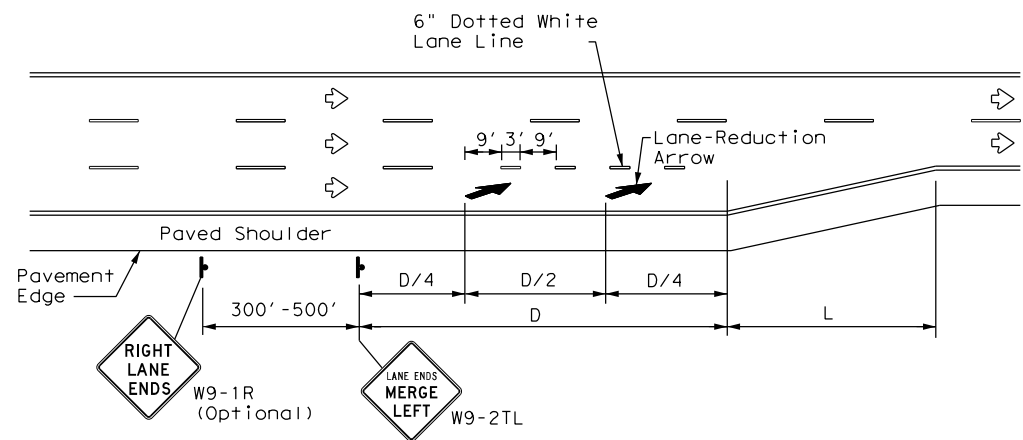 6" Dotted White
Lane Line
9' 3' 9'
Lane-Reduction
Arrow
Paved Shoulder
Pavement
Edge
D/4
D/2
D/4
300'-500'
D
L
RIGHT
LANE
ENDS
W9-1R
(Optional)
LANE ENDS
MERGE
LEFT
W9-2TL